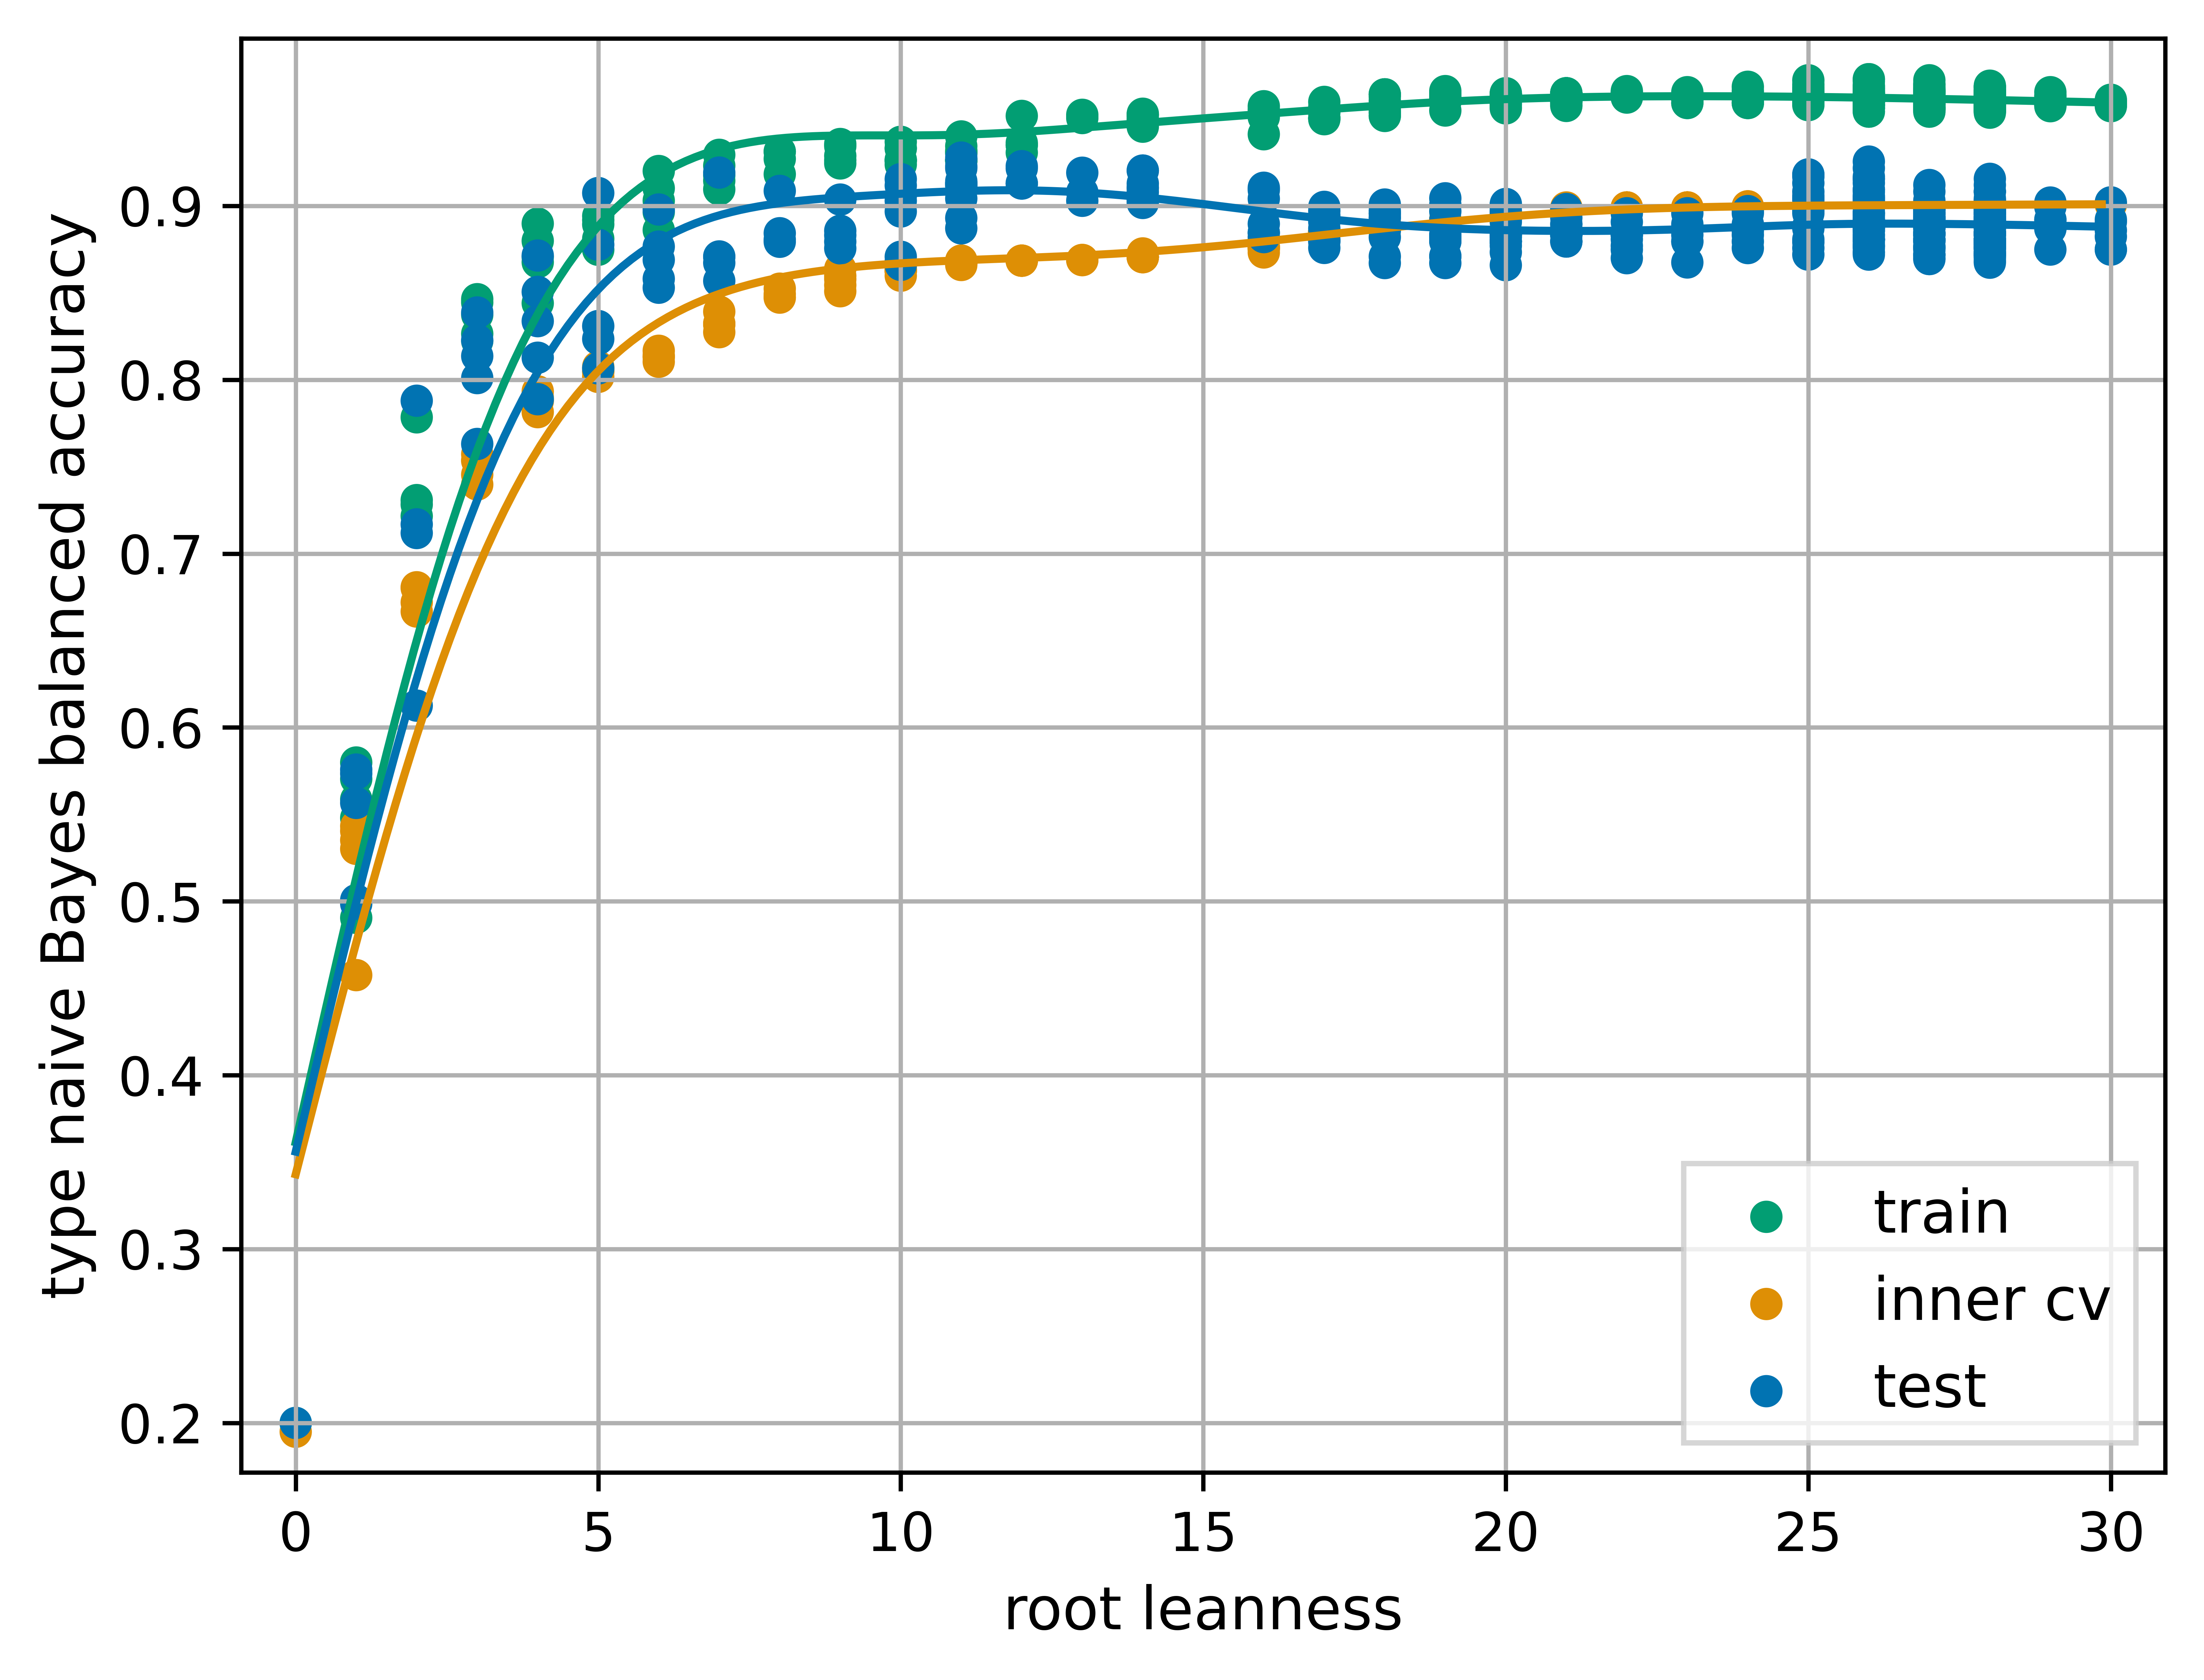 type naive Bayes balanced accuracy
0.9
0.8
0.7
0.6
0.5
0.4
0.3
0.2
train
inner cv
test
0 5 10 15 20 25 30
root leanness